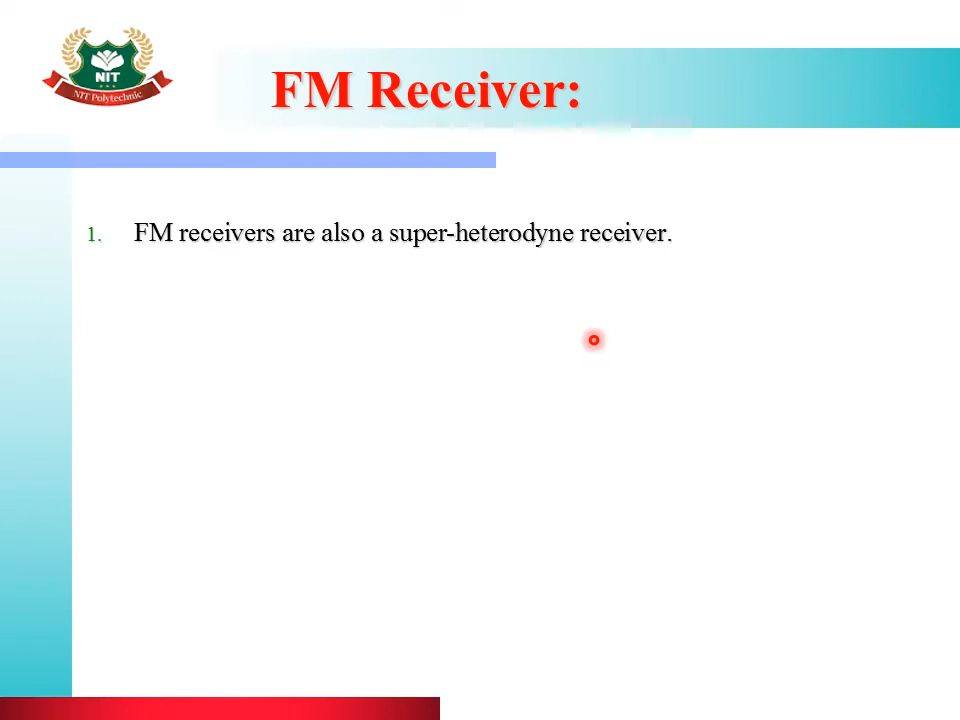 NIT
NIT Polytechnic
FM Receiver:
1. FM receivers are also a super-heterodyne receiver.